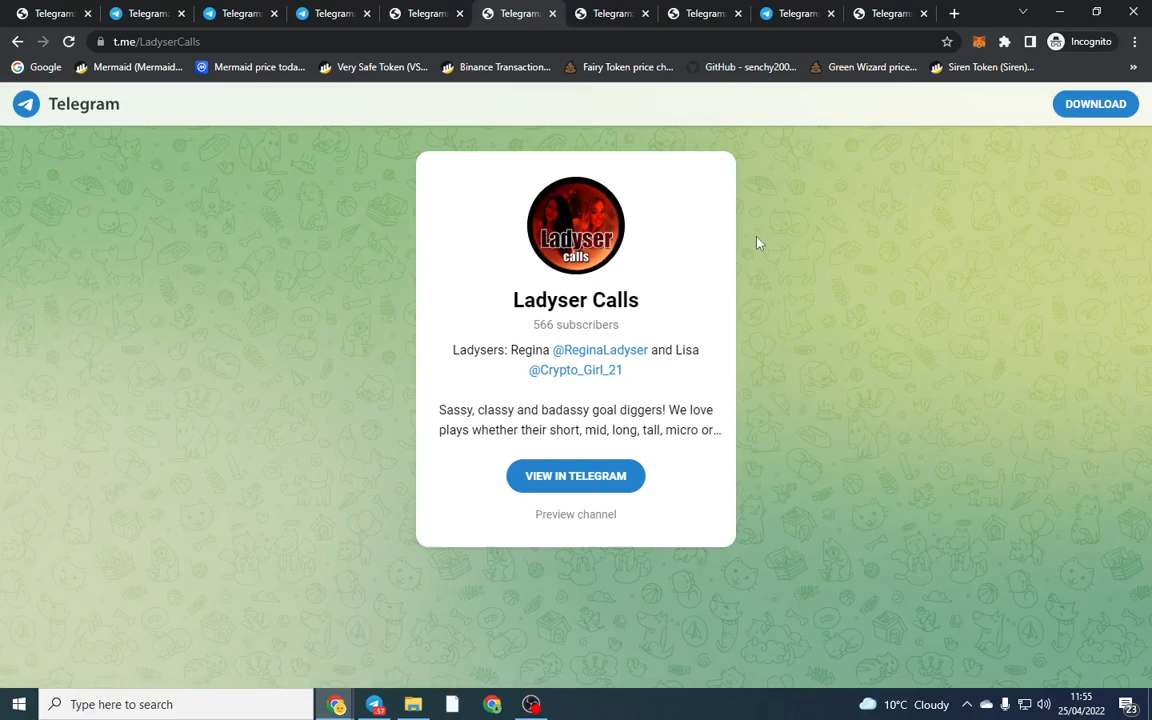 Telegram:
Telegram:
Telegram:
Telegram:
Telegram:
Telegram:
Telegram:
Telegram:
Telegram:
Telegram:
t.me/LadyserCalls
Incognito
Google
Mermaid (Mermaid...
Mermaid price toda...
Very Safe Token (VS...
Binance Transaction...
Fairy Token price ch...
GitHub - senchy200...
Green Wizard price...
Siren Token (Siren)...
»
Telegram
DOWNLOAD
Ladyser
calls
Ladyser Calls
566 subscribers
Ladysers: Regina @ReginaLadyser and Lisa
@Crypto_Girl_21
Sassy, classy and badassy goal diggers! We love
plays whether their short, mid, long, tall, micro or...
VIEW IN TELEGRAM
Preview channel
Type here to search
10°C Cloudy
11:55
25/04/2022
23